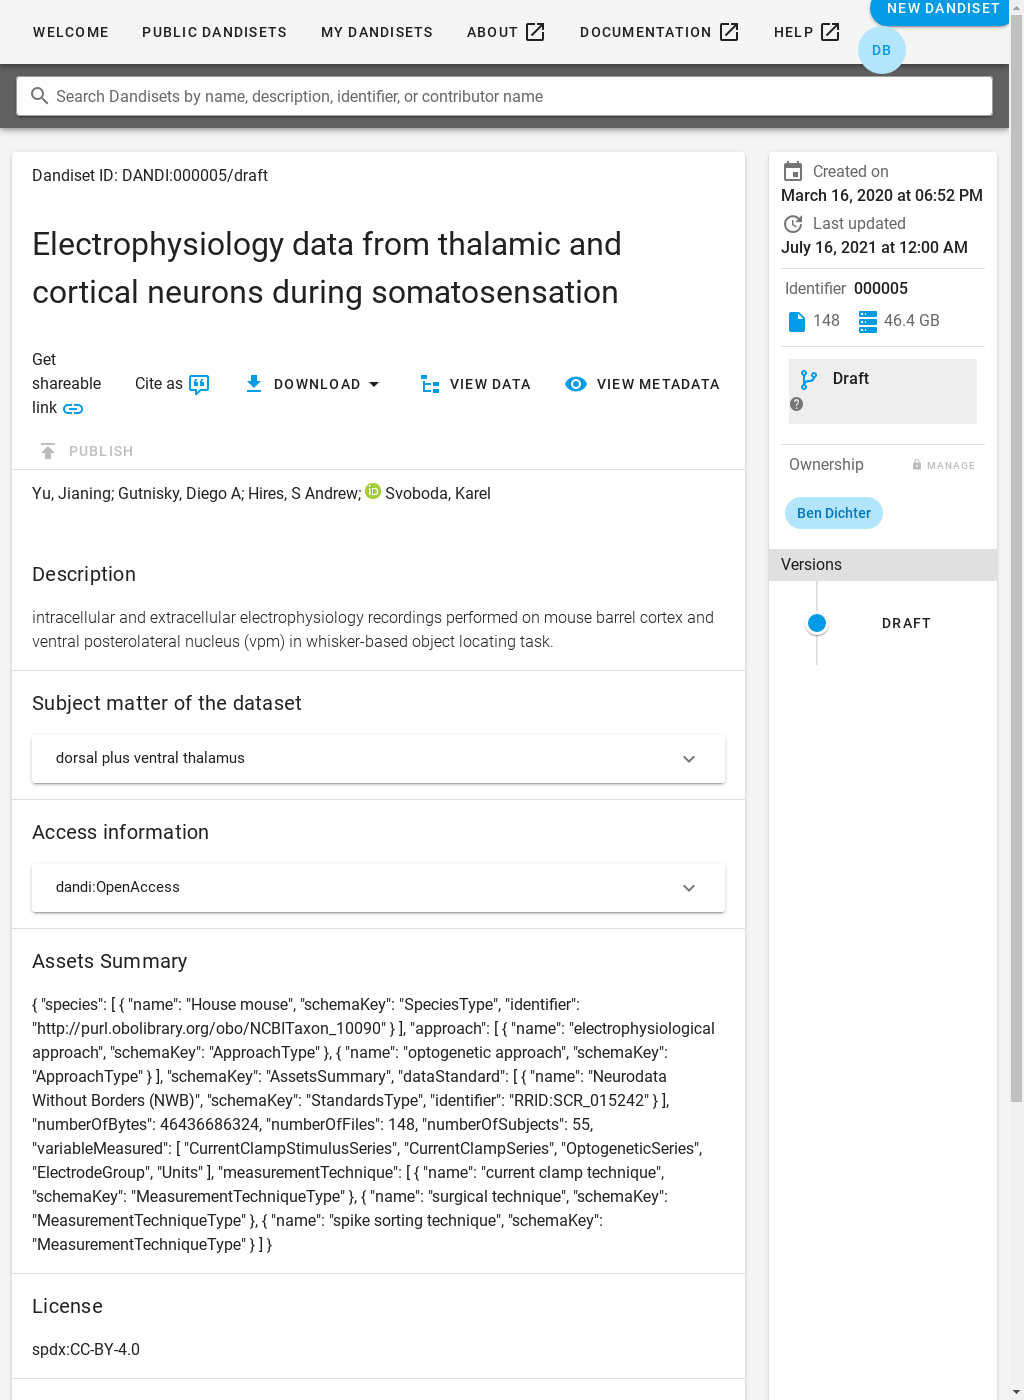 WELCOME PUBLIC DANDISETS MY DANDISETS ABOUT DOCUMENTATION HELP NEW DANDISET
DB
Search Dandisets by name, description, identifier, or contributor name
Dandiset ID: DANDI:000005/draft
Electrophysiology data from thalamic and
cortical neurons during somatosensation
Get
shareable
link
Cite as
DOWNLOAD
VIEW DATA
VIEW METADATA
PUBLISH
Yu, Jianing; Gutnisky, Diego A; Hires, S Andrew; iD Svoboda, Karel
Description
intracellular and extracellular electrophysiology recordings performed on mouse barrel cortex and
ventral posterolateral nucleus (vpm) in whisker-based object locating task.
Subject matter of the dataset
dorsal plus ventral thalamus
Access information
dandi:OpenAccess
Assets Summary
{ "species": [ { "name": "House mouse", "schemaKey": "SpeciesType", "identifier":
"http://purl.obolibrary.org/obo/NCBITaxon_10090" } ], "approach": [ { "name": "electrophysiological
approach", "schemaKey": "ApproachType" }, { "name": "optogenetic approach", "schemaKey":
"ApproachType" } ], "schemaKey": "AssetsSummary", "dataStandard": [ { "name": "Neurodata
Without Borders (NWB)", "schemaKey": "StandardsType", "identifier": "RRID:SCR_015242" } ],
"numberOfBytes": 46436686324, "numberOfFiles": 148, "numberOfSubjects": 55,
"variableMeasured": [ "CurrentClampStimulusSeries", "CurrentClampSeries", "OptogeneticSeries",
"ElectrodeGroup", "Units" ], "measurementTechnique": [ { "name": "current clamp technique",
"schemaKey": "MeasurementTechniqueType" }, { "name": "surgical technique", "schemaKey":
"MeasurementTechniqueType" }, { "name": "spike sorting technique", "schemaKey":
"MeasurementTechniqueType" } ] }
License
spdx:CC-BY-4.0
Created on
March 16, 2020 at 06:52 PM
Last updated
July 16, 2021 at 12:00 AM
Identifier 000005
148 46.4 GB
Draft
?
Ownership MANAGE
Ben Dichter
Versions
DRAFT